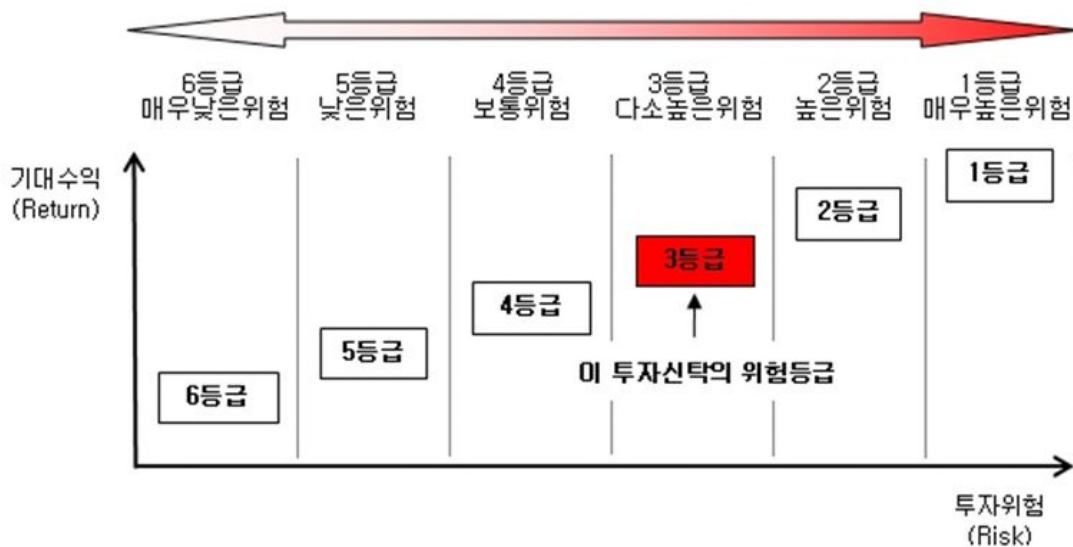 6등급 5등급 4등급 3등급 2등급 1등급
매우낮은위험 낮은위험 보통위험 다소높은위험 높은위험 매우높은위험
기대수익
(Return)
1등급
2등급
3등급
4등급
5등급
6등급
이 투자신탁의 위험등급
투자위험
(Risk)